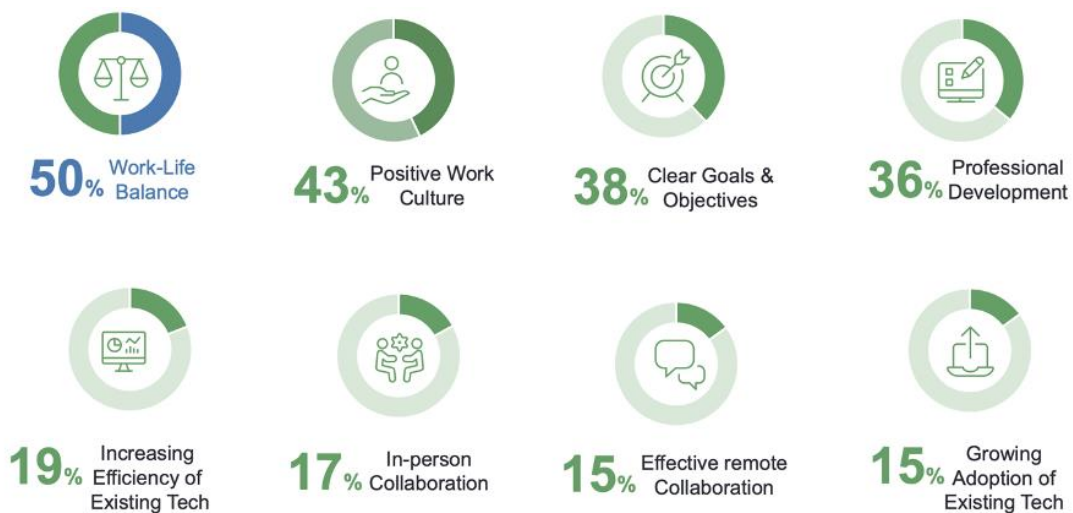 50% Work-Life
Balance
43% Positive Work
Culture
38% Clear Goals &
Objectives
36% Professional
Development
19% Increasing
Efficiency of
Existing Tech
17% In-person
Collaboration
15% Effective remote
Collaboration
15% Growing
Adoption of
Existing Tech